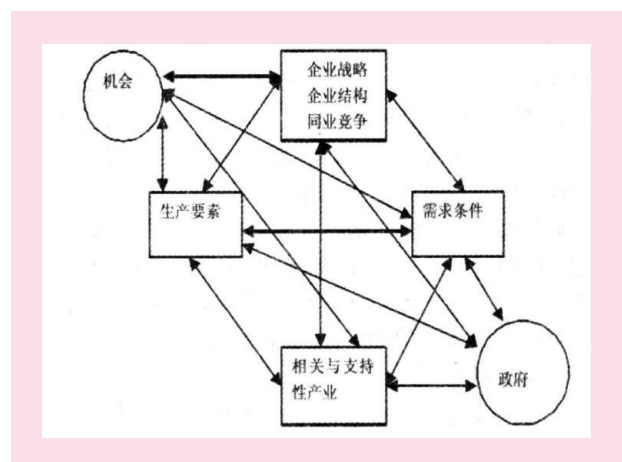 机会
企业战略
企业结构
同业竞争
生产要素
需求条件
相关与支持
性产业
政府